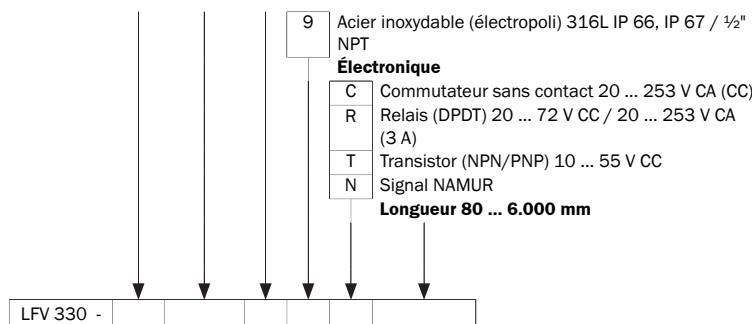 9 Acier inoxydable (électropoli) 316L IP 66, IP 67 / ½"
NPT
Électronique
C Commutateur sans contact 20 ... 253 V CA (CC)
R Relais (DPDT) 20 ... 72 V CC / 20 ... 253 V CA
(3 A)
T Transistor (NPN/PNP) 10 ... 55 V CC
N Signal NAMUR
Longueur 80 ... 6.000 mm
LFV 330 -